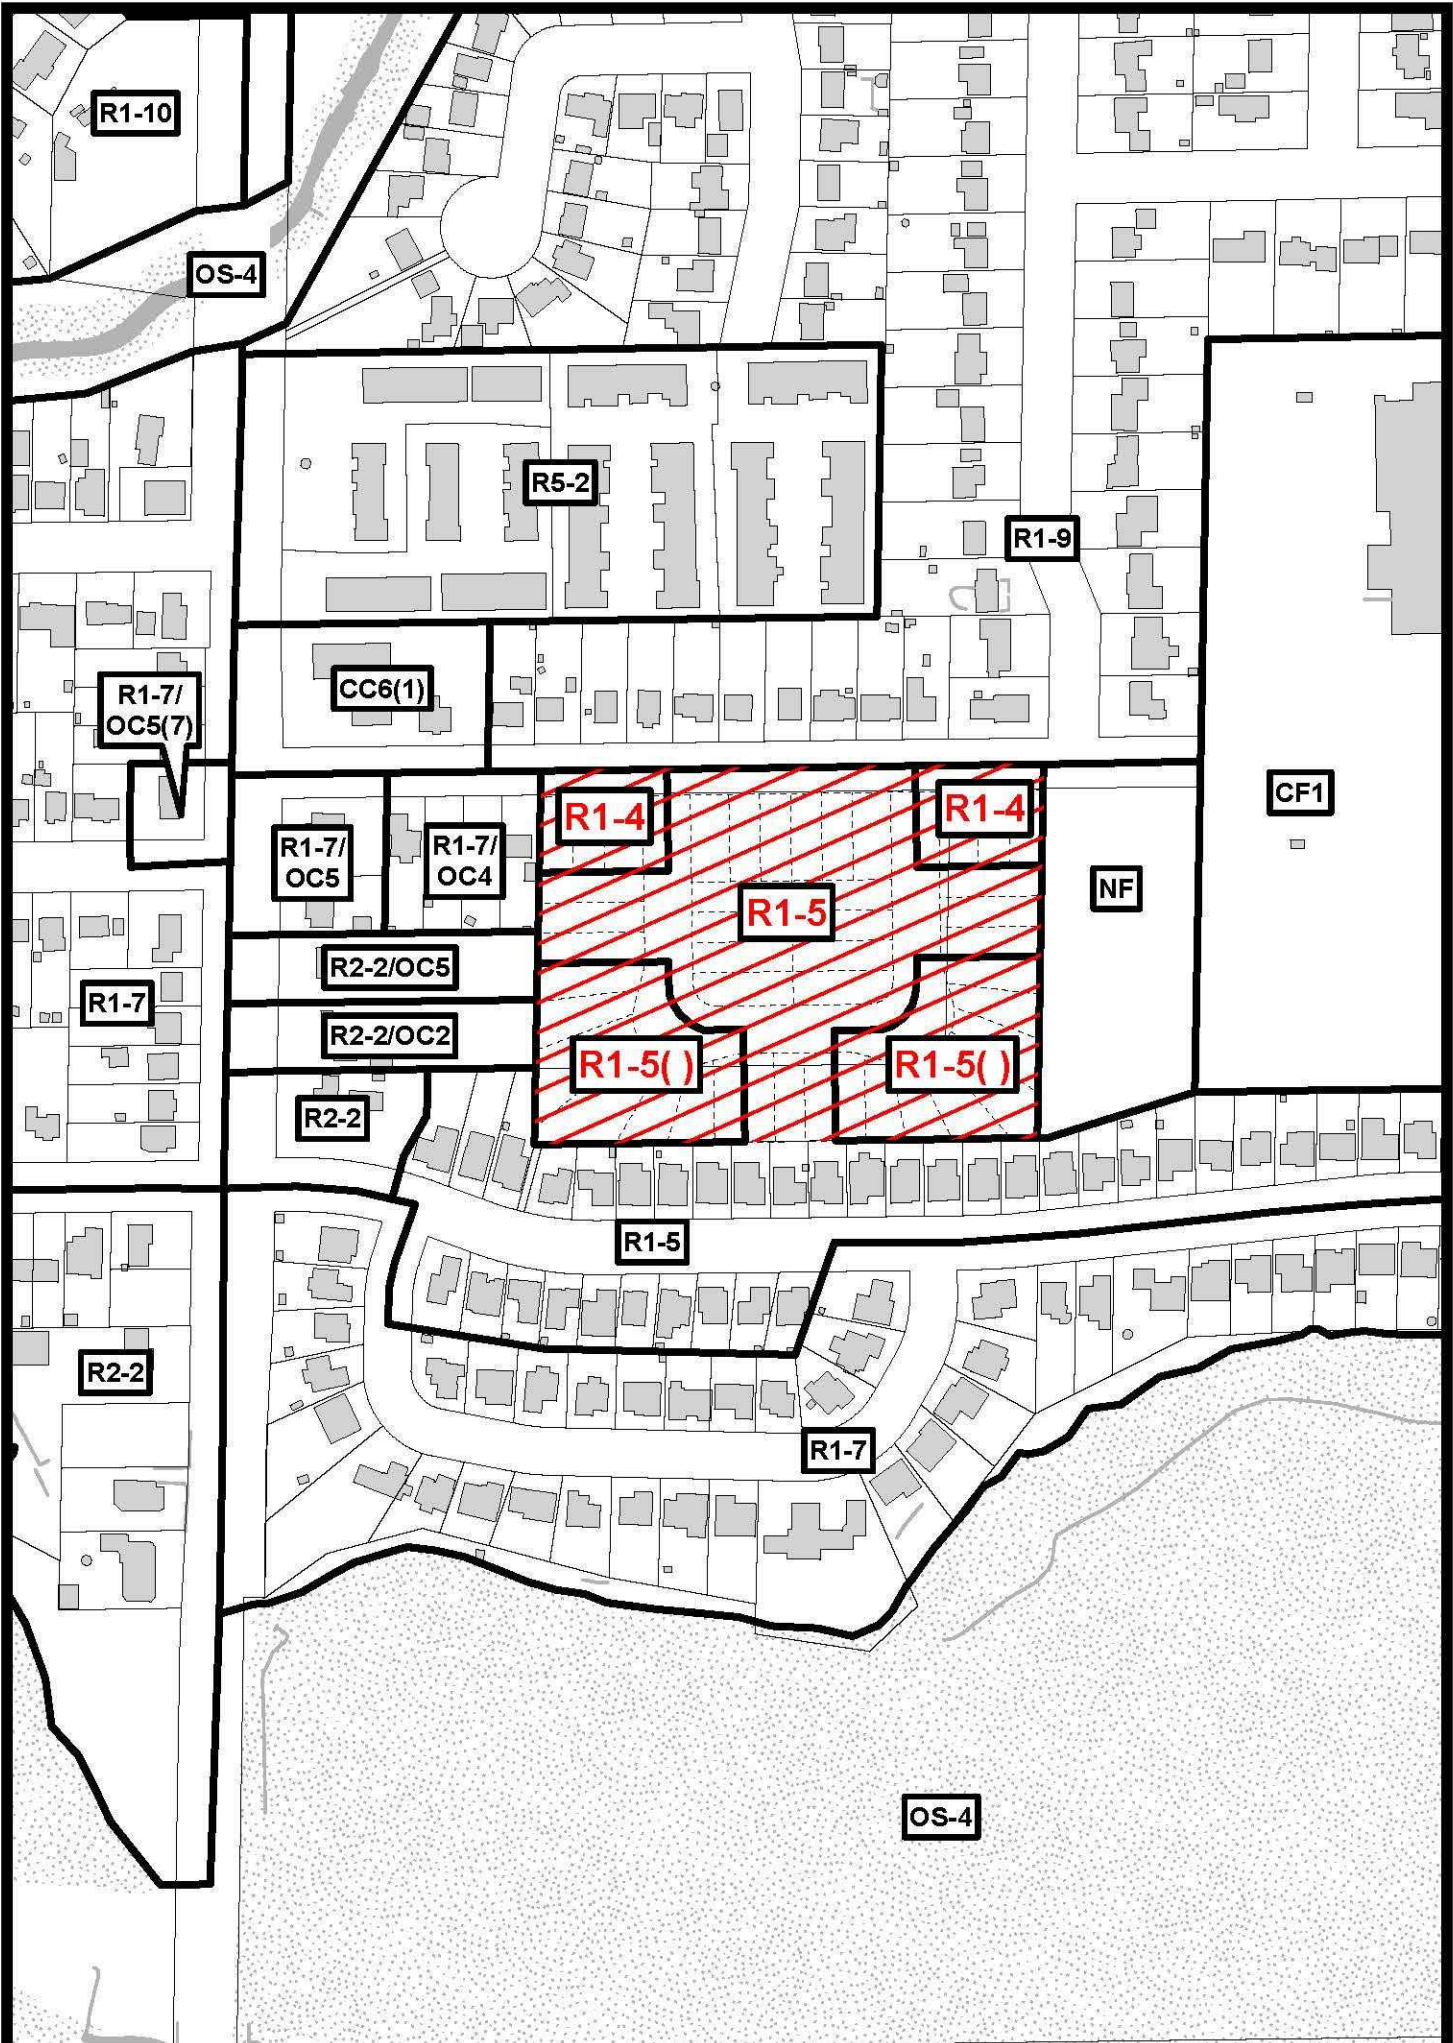 R1-10
OS-4
R5-2
R1-9
CC6(1)
R1-7/
OC5(7)
CF1
R1-4
R1-4
R1-7/
OC5
R1-7/
OC4
NF
R1-5
R2-2/OC5
R1-7
R2-2/OC2
R1-5( )
R1-5( )
R2-2
R1-5
R2-2
R1-7
OS-4